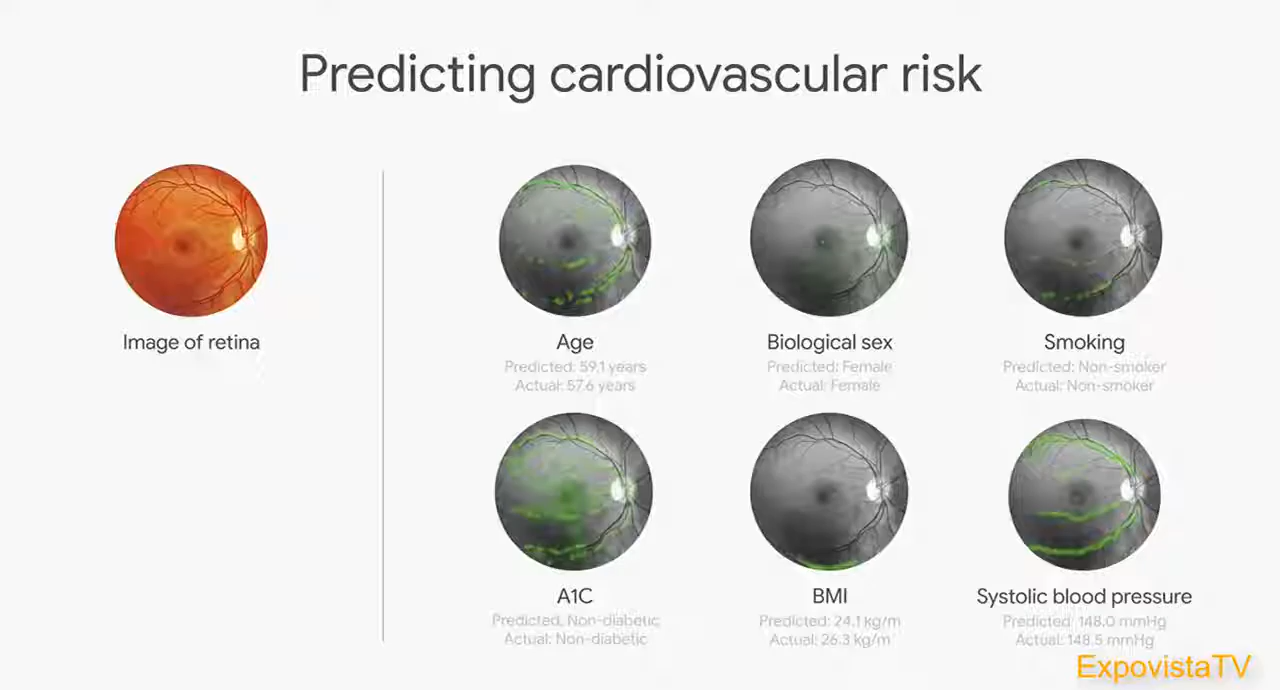 Predicting cardiovascular risk
Image of retina
Age
Predicted: 59.1 years
Actual: 57.6 years
Biological sex
Predicted: Female
Actual: Female
Smoking
Predicted: Non-smoker
Actual: Non-smoker
A1C
Predicted: Non-diabetic
Actual: Non-diabetic
BMI
Predicted: 24.1 kg/m
Actual: 26.3 kg/m
Systolic blood pressure
Predicted: 148.0 mmHg
Actual: 148.5 mmHg
ExpovistaTV